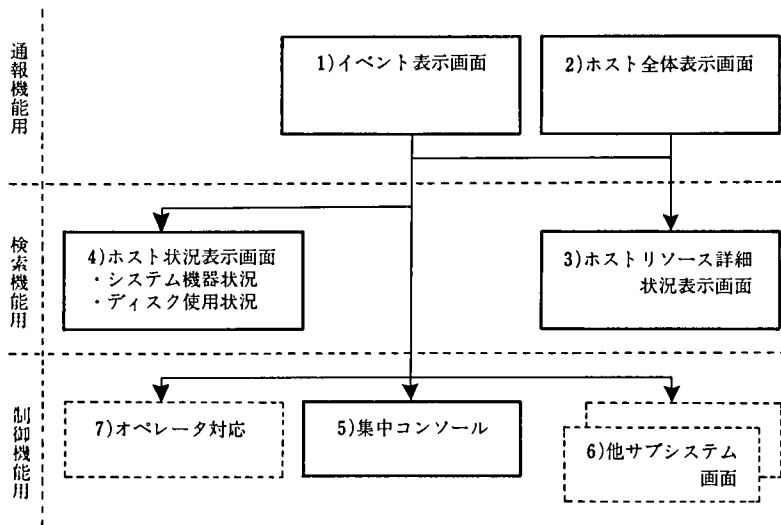 通報機能用
1)イベント表示画面
2)ホスト全体表示画面
検索機能用
4)ホスト状況表示画面
・システム機器状況
・ディスク使用状況
3)ホストリソース詳細
状況表示画面
制御機能用
7)オペレータ対応
5)集中コンソール
6)他サブシステム
画面